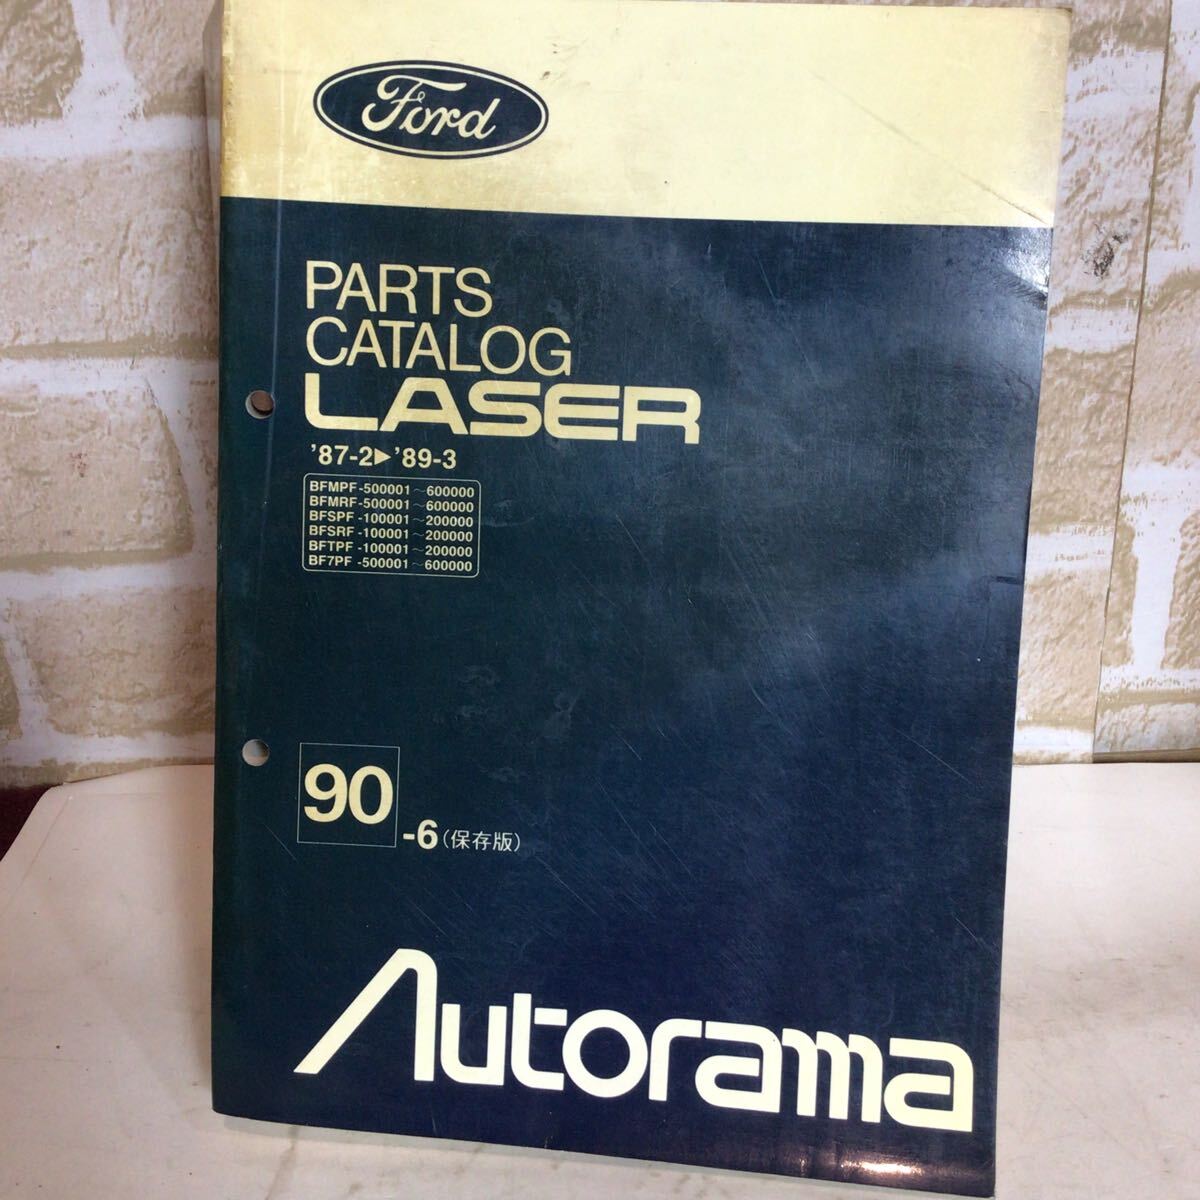 Ford
PARTS
CATALOG
LASER
'87-2▶'89-3
BFMPF-500001~600000
BFMRF-500001~600000
BFSPF-100001~200000
BFSRF-100001~200000
BFTPF-100001~200000
BF7PF-500001~600000
90-6(保存版)
Autorama